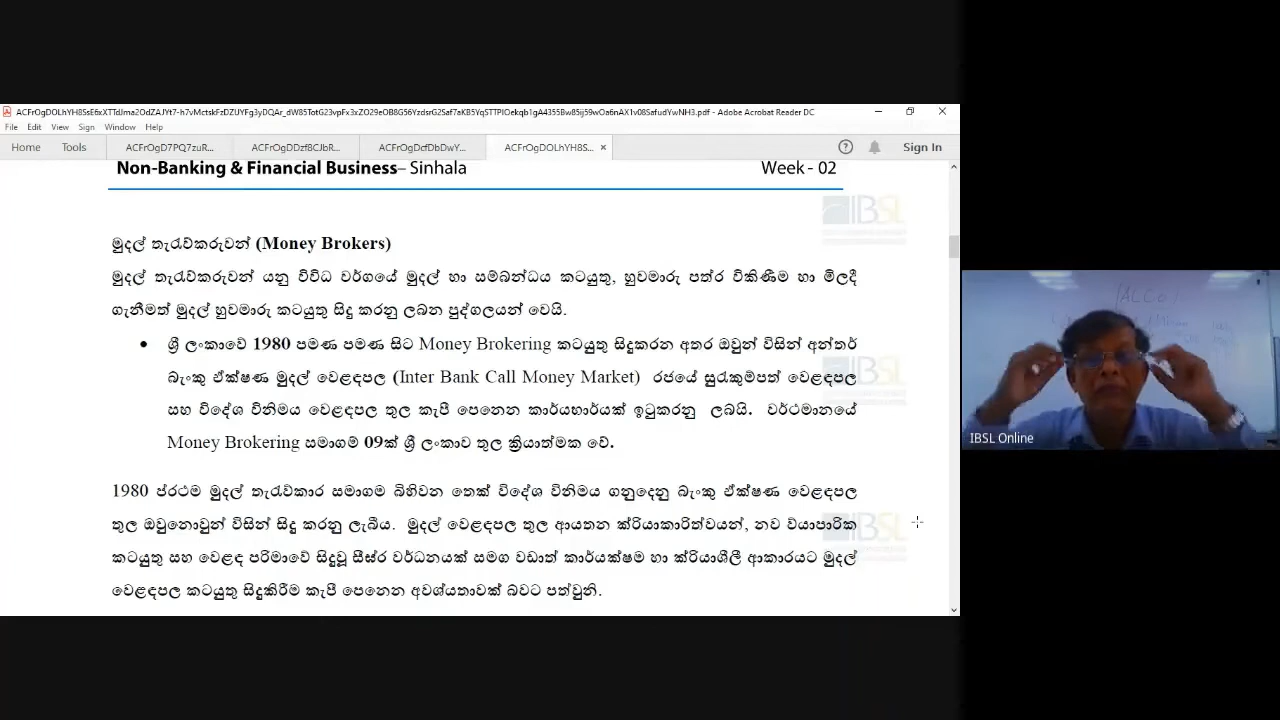 - Adobe Acrobat Reader DC
File Edit View Sign Window Help
Home Tools ACFrOgD7PQ7zuR... ACFrOgDDzf8CJbR... ACFrOgDcfDbDwY... ACFrOgDOLhYH8S... × Sign In
Non-Banking & Financial Business– Sinhala Week - 02
IBSL
මුදල් තැරැව්කරුවන් (Money Brokers)
මුදල් තැරැව්කරුවන් යනු විවිධ වර්ගයේ මුදල් හා සම්බන්ධය කටයුතු, හුවමාරු පත්ර විකිණීම හා මිලදී
ගැනීමත් මුදල් හුවමාරු කටයුතු සිදු කරනු ලබන පුද්ගලයන් වෙයි.
• ශ්‍රී ලංකාවේ 1980 පමණ පමණ සිට Money Brokering කටයුතු සිදුකරන අතර ඔවුන් විසින් අන්තර්
බැංකු ඒක්ෂණ මුදල් වෙළඳපල (Inter Bank Call Money Market) රජයේ සුරැකුම්පත් වෙළඳපල
IBSL
සහ විදේශ විනිමය වෙළඳපල තුල කැපී පෙනෙන කාර්යභාර්යක් ඉටුකරනු ලබයි. වර්ථමානයේ
Money Brokering සමාගම් 09ක් ශ්‍රී ලංකාව තුල ක්‍රියාත්මක වේ.
1980 ප්රථම මුදල් තැරැව්කාර සමාගම බිහිවන තෙක් විදේශ විනිමය ගනුදෙනු බැංකු ඒක්ෂණ වෙළඳපල
තුල ඔවුනොවුන් විසින් සිදු කරනු ලැබීය. මුදල් වෙළඳපල තුල ආයතන ක්රියාකාරිත්වයන්, නව ව්යාපාරික
IBSL
කටයුතු සහ වෙළඳ පරිමාවේ සිදුවූ සීඝ්ර වර්ධනයක් සමග වඩාත් කාර්යක්ෂම හා ක්රියාශීලී ආකාරයට මුදල්
වෙළඳපල කටයුතු සිදුකිරීම කැපී පෙනෙන අවශ්යතාවක් බවට පත්වුනි.
(ALCO)
IBSL Online